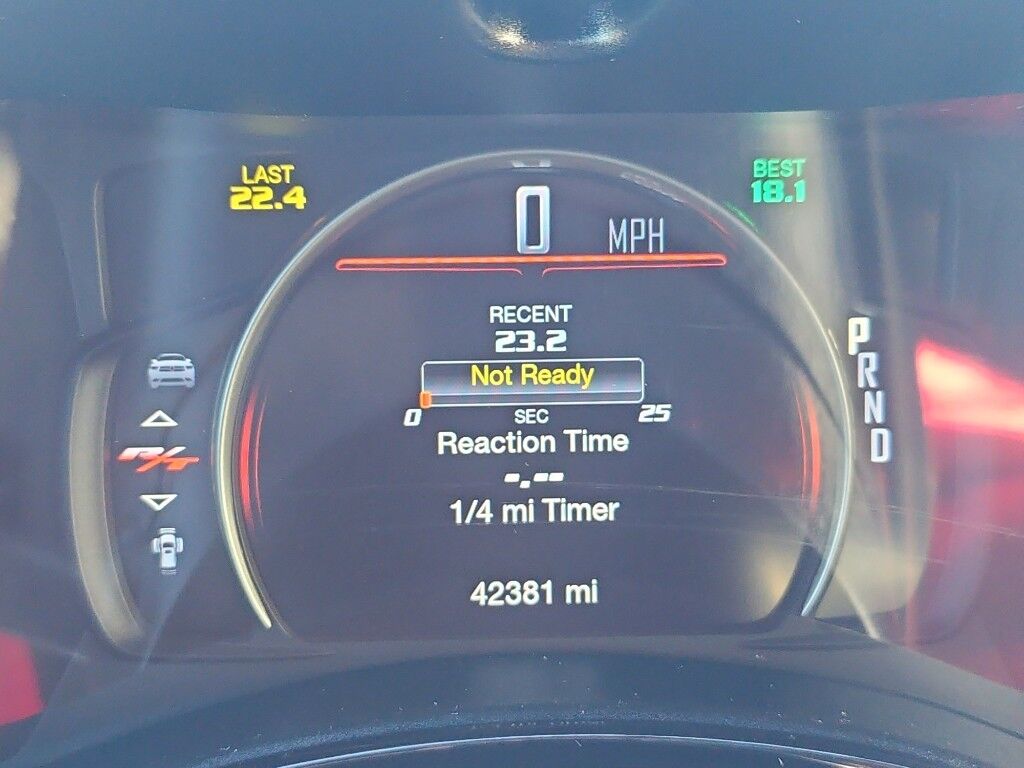 LAST
22.4
BEST
18.1
0 MPH
RECENT
23.2
Not Ready
0 SEC 25
Reaction Time
-.--
1/4 mi Timer
42381 mi
R/T
P
R
N
D